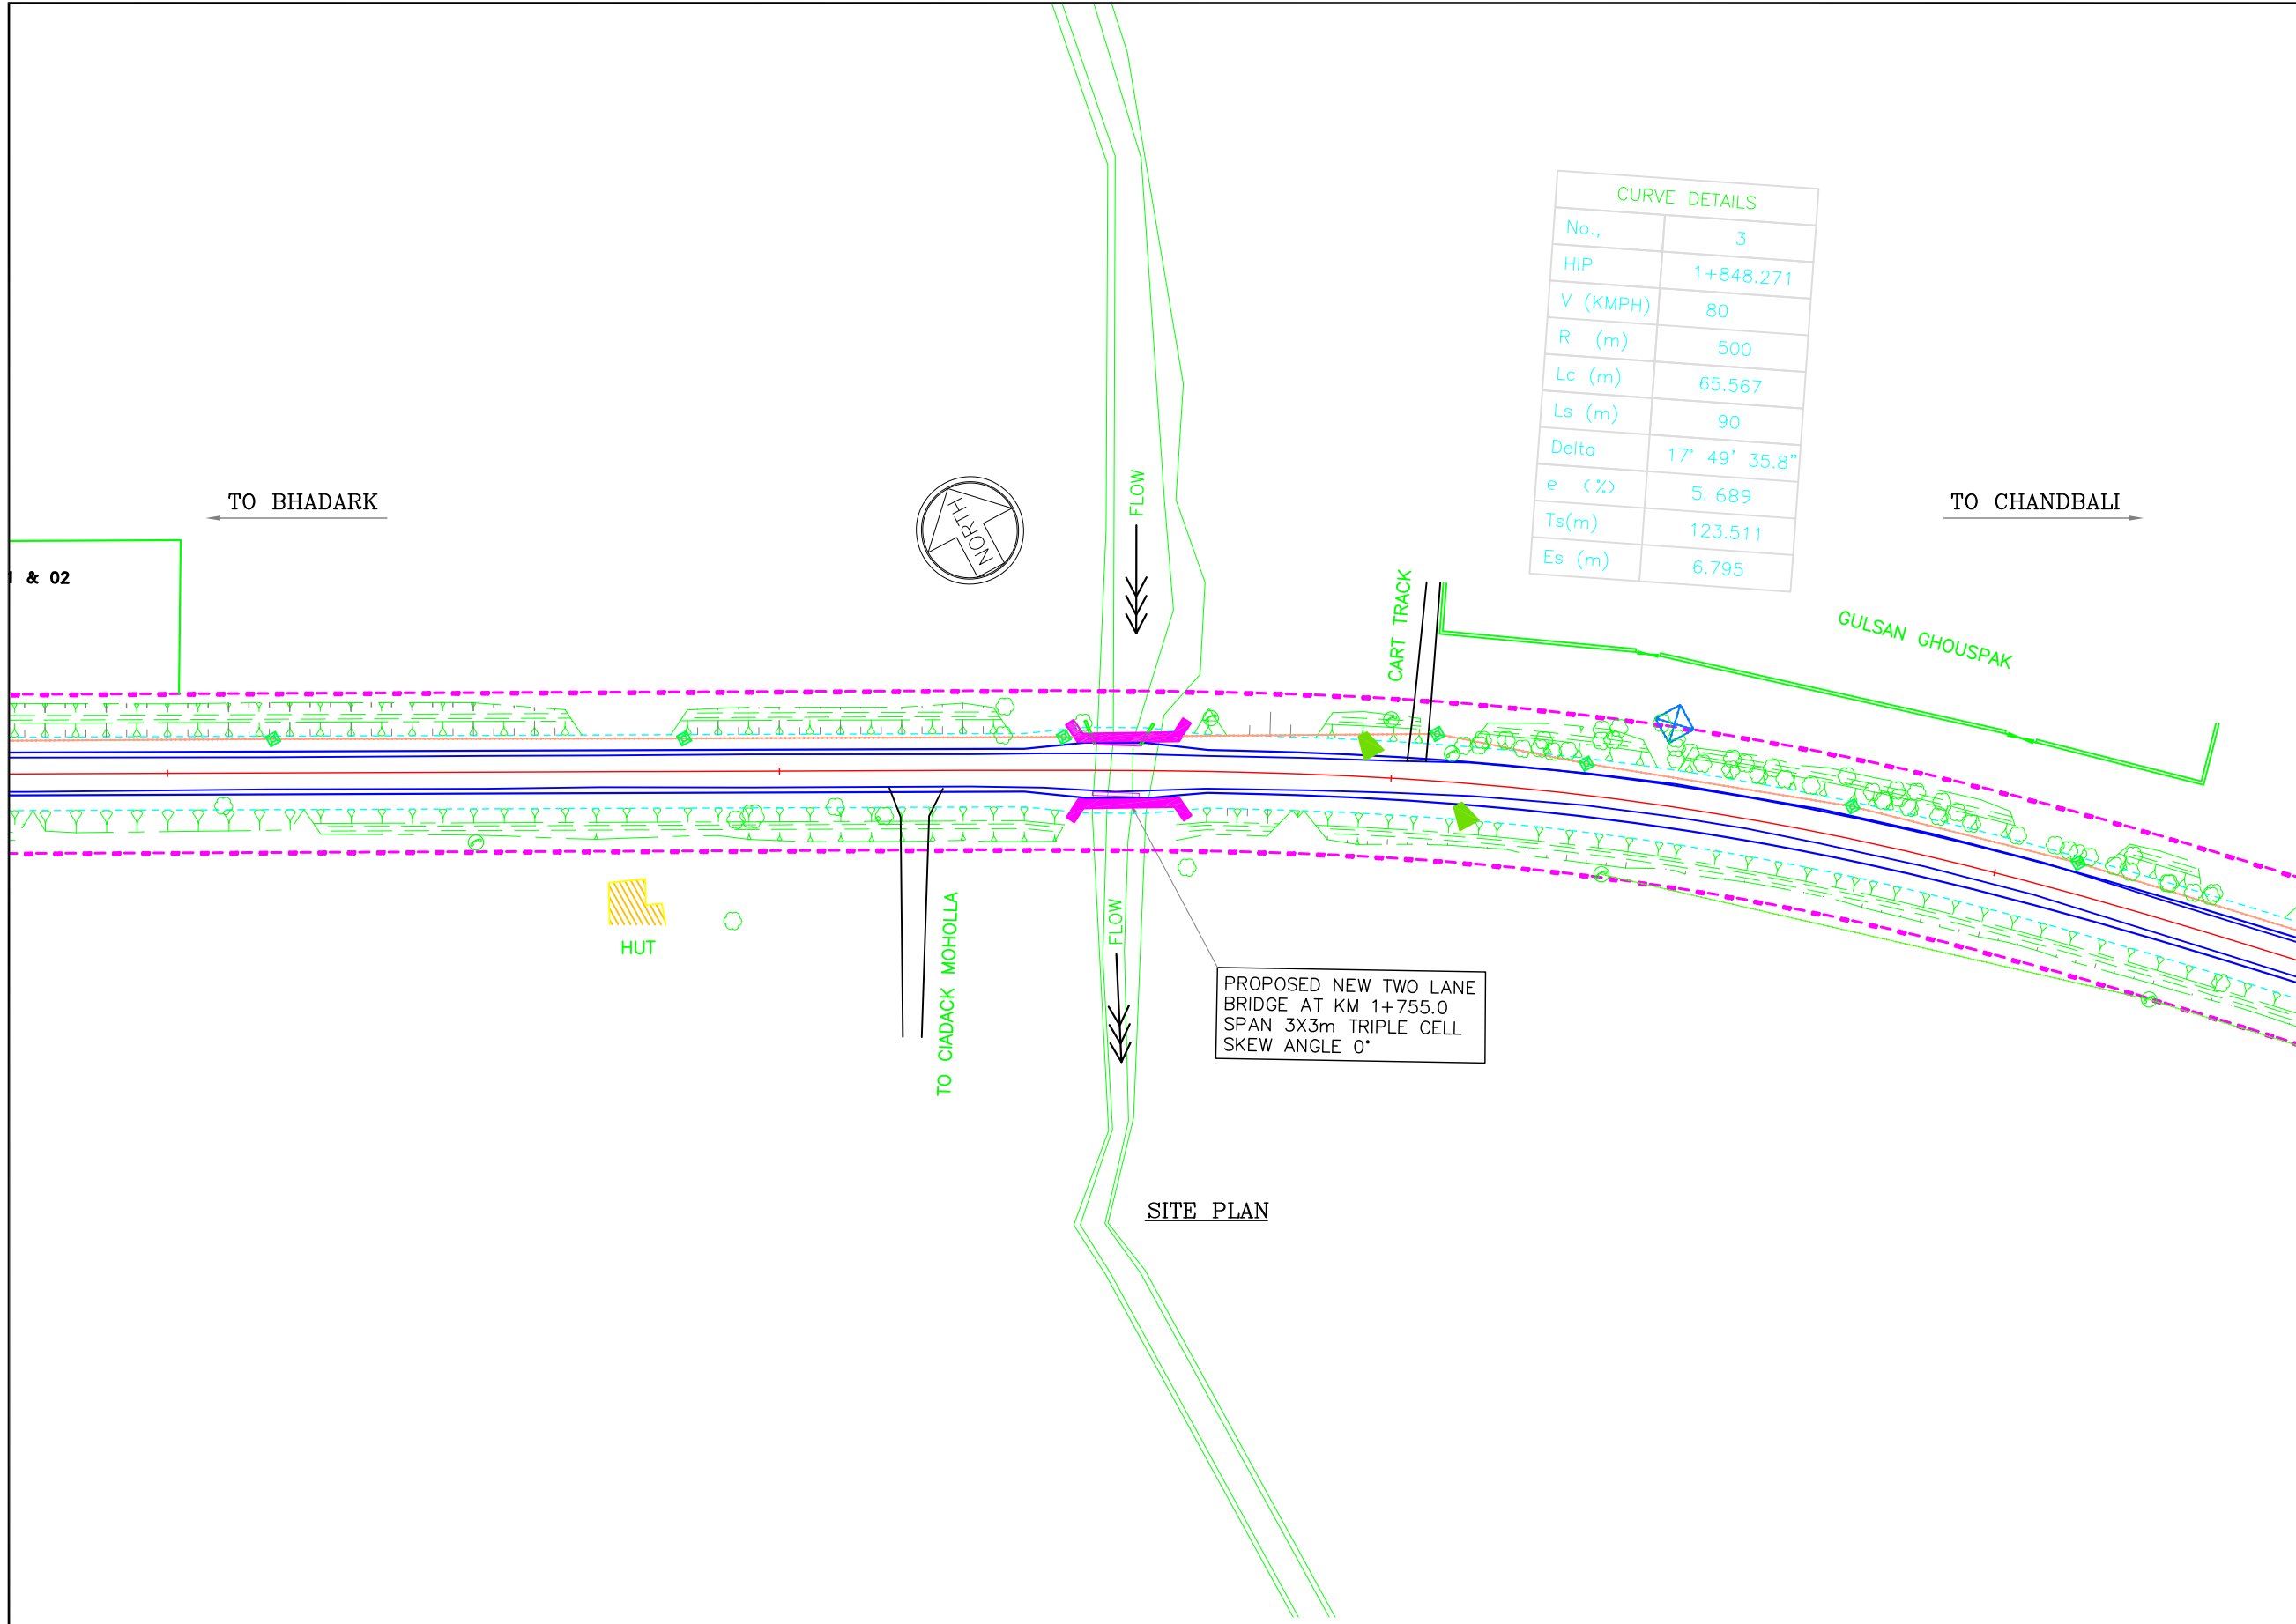 CURVE DETAILS
No., 3
HIP 1+848.271
V (KMPH) 80
R (m) 500
Lc (m) 65.567
Ls (m) 90
Delta 17° 49' 35.8"
e (%) 5.689
Ts(m) 123.511
Es (m) 6.795
TO BHADARK
NORTH
FLOW
TO CHANDBALI
& 02
CART TRACK
GULSAN GHOUSPAK
HUT
TO CIADACK MOHOLLA
FLOW
PROPOSED NEW TWO LANE
BRIDGE AT KM 1+755.0
SPAN 3X3m TRIPLE CELL
SKEW ANGLE 0°
SITE PLAN